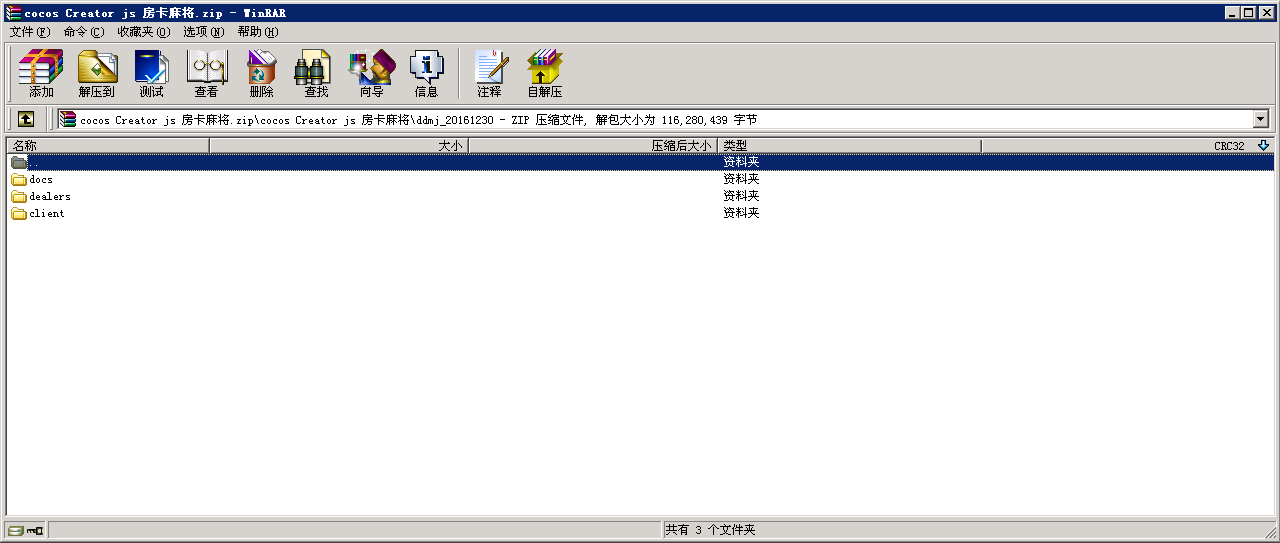 cocos Creator js 房卡麻将.zip - WinRAR
文件(F) 命令(C) 收藏夹(O) 选项(N) 帮助(H)
添加 解压到 测试 查看 删除 查找 向导 信息 注释 自解压
cocos Creator js 房卡麻将.zip\cocos Creator js 房卡麻将\ddmj_20161230 - ZIP 压缩文件, 解包大小为 116,280,439 字节
名称 大小 压缩后大小 类型 CRC32
.. 资料夹
docs 资料夹
dealers 资料夹
client 资料夹
共有 3 个文件夹